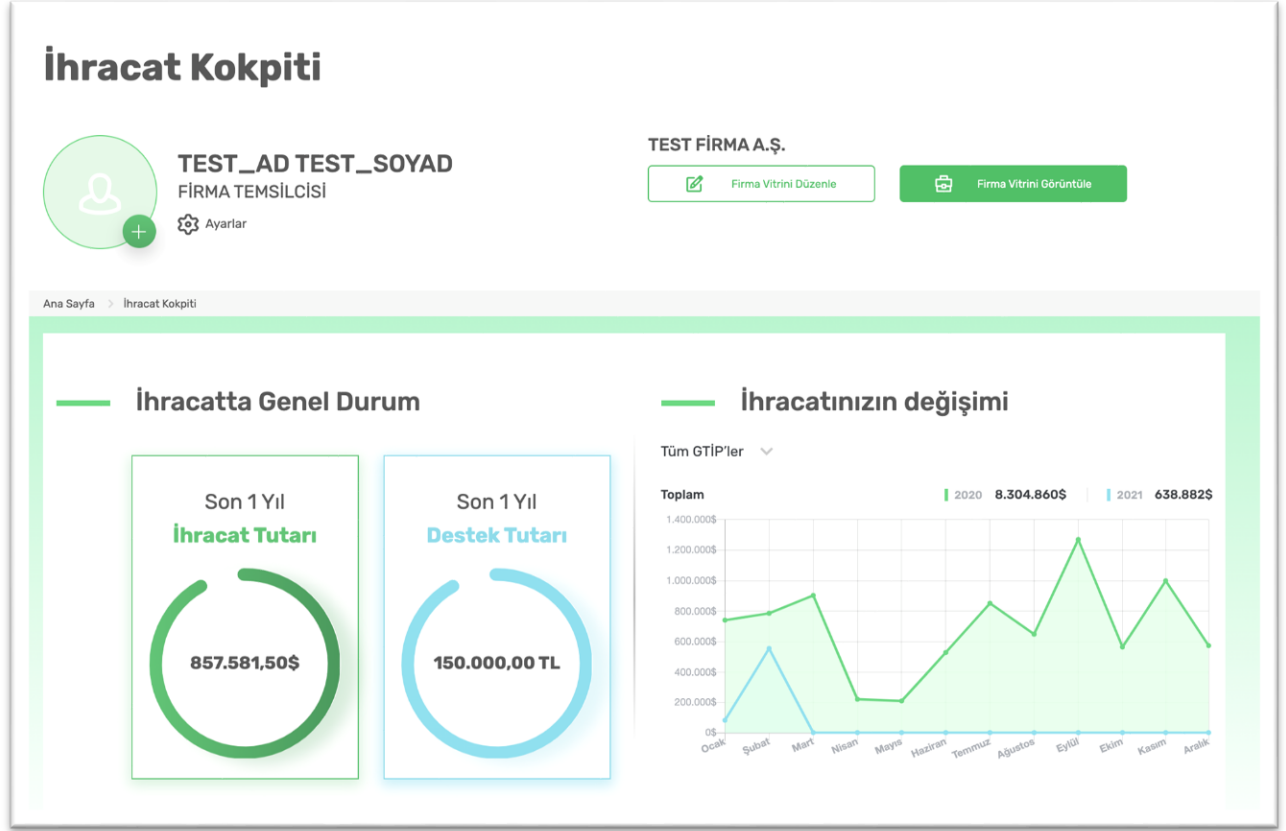 İhracat Kokpiti
TEST_AD TEST_SOYAD
FİRMA TEMSİLCİSİ
Ayarlar
TEST FİRMA A.Ş.
Firma Vitrini Düzenle
Firma Vitrini Görüntüle
Ana Sayfa > İhracat Kokpiti
İhracatta Genel Durum
Son 1 Yıl
İhracat Tutarı
857.581,50$
Son 1 Yıl
Destek Tutarı
150.000,00 TL
İhracatınızın değişimi
Tüm GTİP'ler
Toplam
2020 8.304.860$
2021 638.882$
1.400.000$
1.200.000$
1.000.000$
800.000$
600.000$
400.000$
200.000$
0$
Ocak Şubat Mart Nisan Mayıs Haziran Temmuz Ağustos Eylül Ekim Kasım Aralık